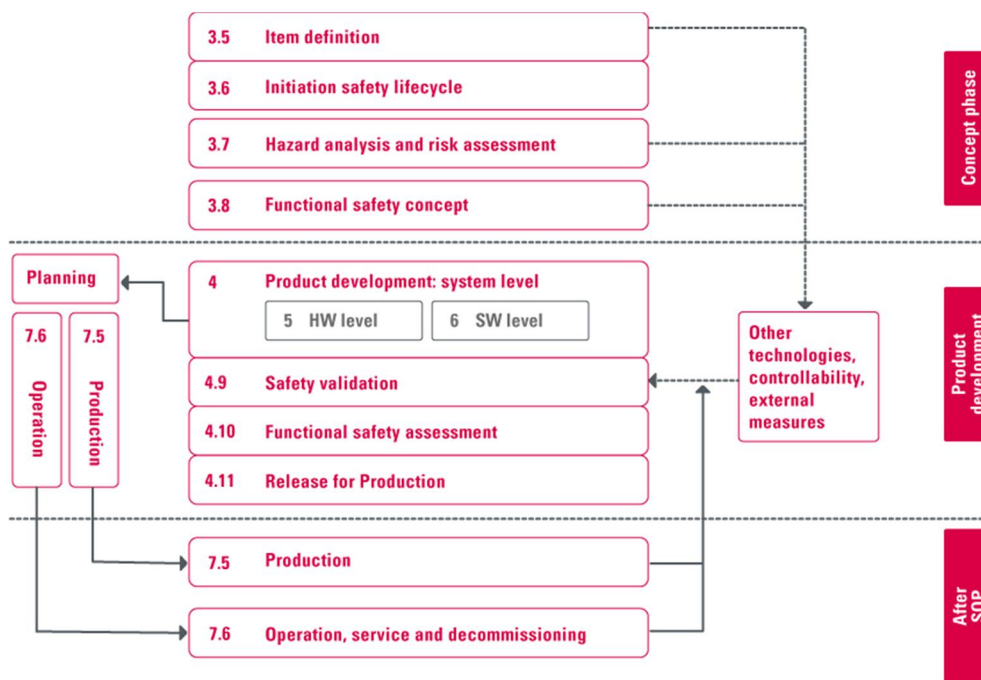 3.5 Item definition
3.6 Initiation safety lifecycle
3.7 Hazard analysis and risk assessment
3.8 Functional safety concept
Concept phase
Planning
7.6 Operation
7.5 Production
4 Product development: system level
5 HW level
6 SW level
4.9 Safety validation
4.10 Functional safety assessment
4.11 Release for Production
Other
technologies,
controllability,
external
measures
Product
development
7.5 Production
7.6 Operation, service and decommissioning
After
SOP